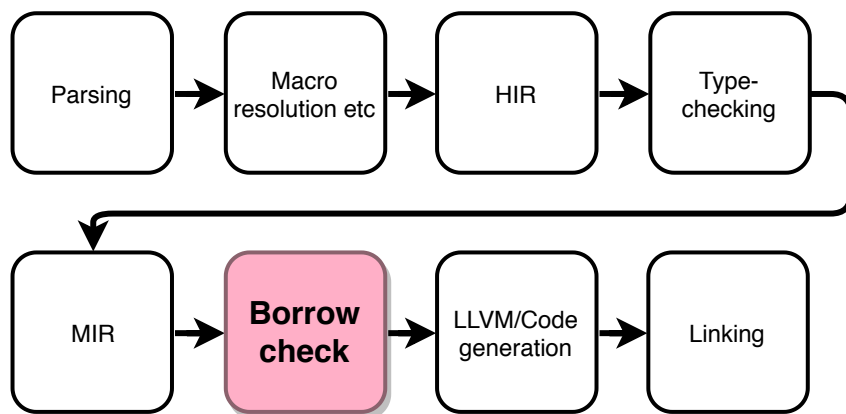 Parsing
Macro
resolution etc
HIR
Type-
checking
MIR
Borrow
check
LLVM/Code
generation
Linking